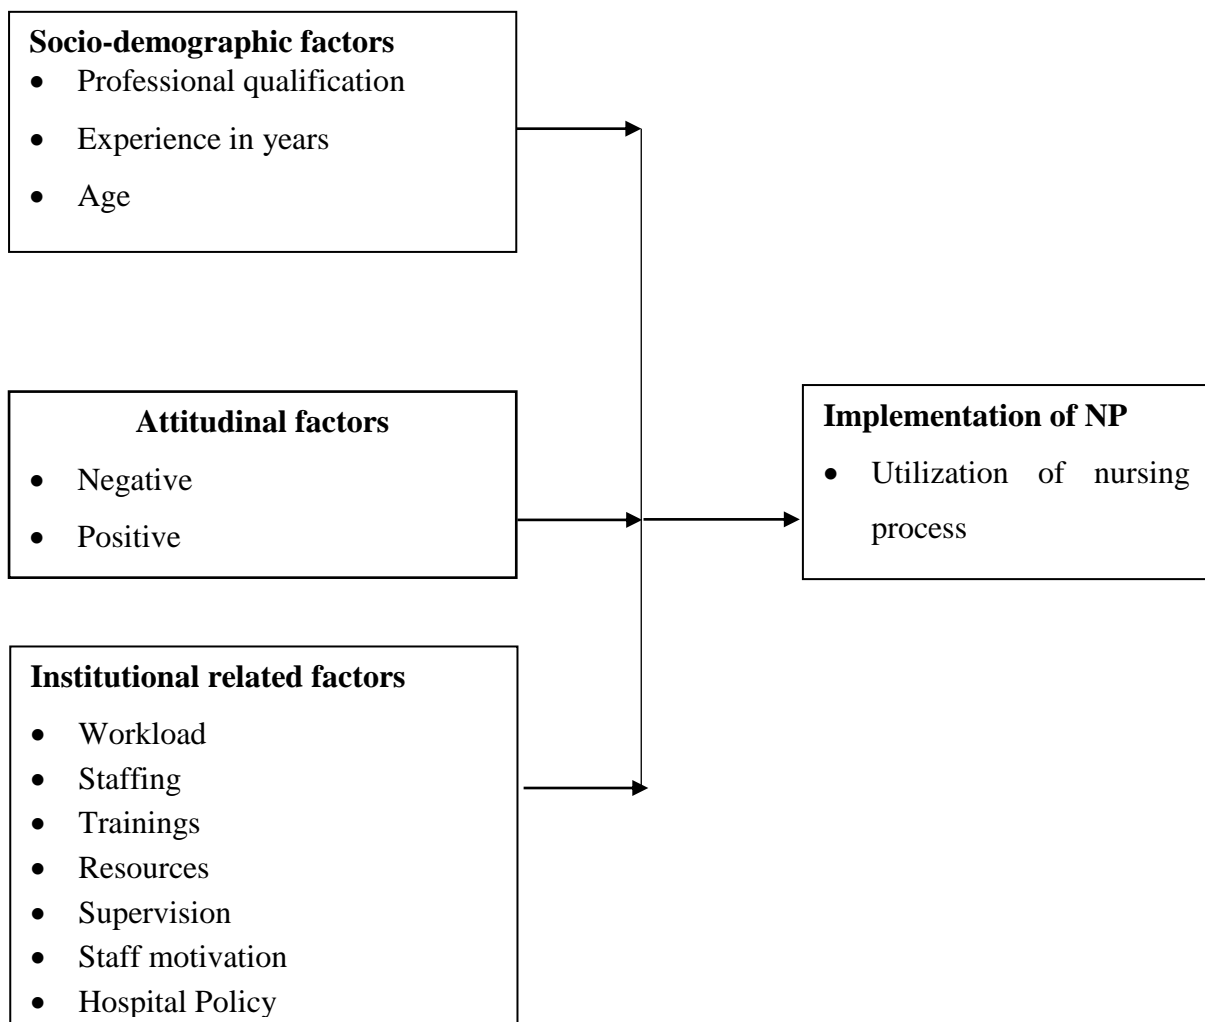 Socio-demographic factors
• Professional qualification
• Experience in years
• Age
Attitudinal factors
• Negative
• Positive
Institutional related factors
• Workload
• Staffing
• Trainings
• Resources
• Supervision
• Staff motivation
• Hospital Policy
Implementation of NP
• Utilization of nursing
process